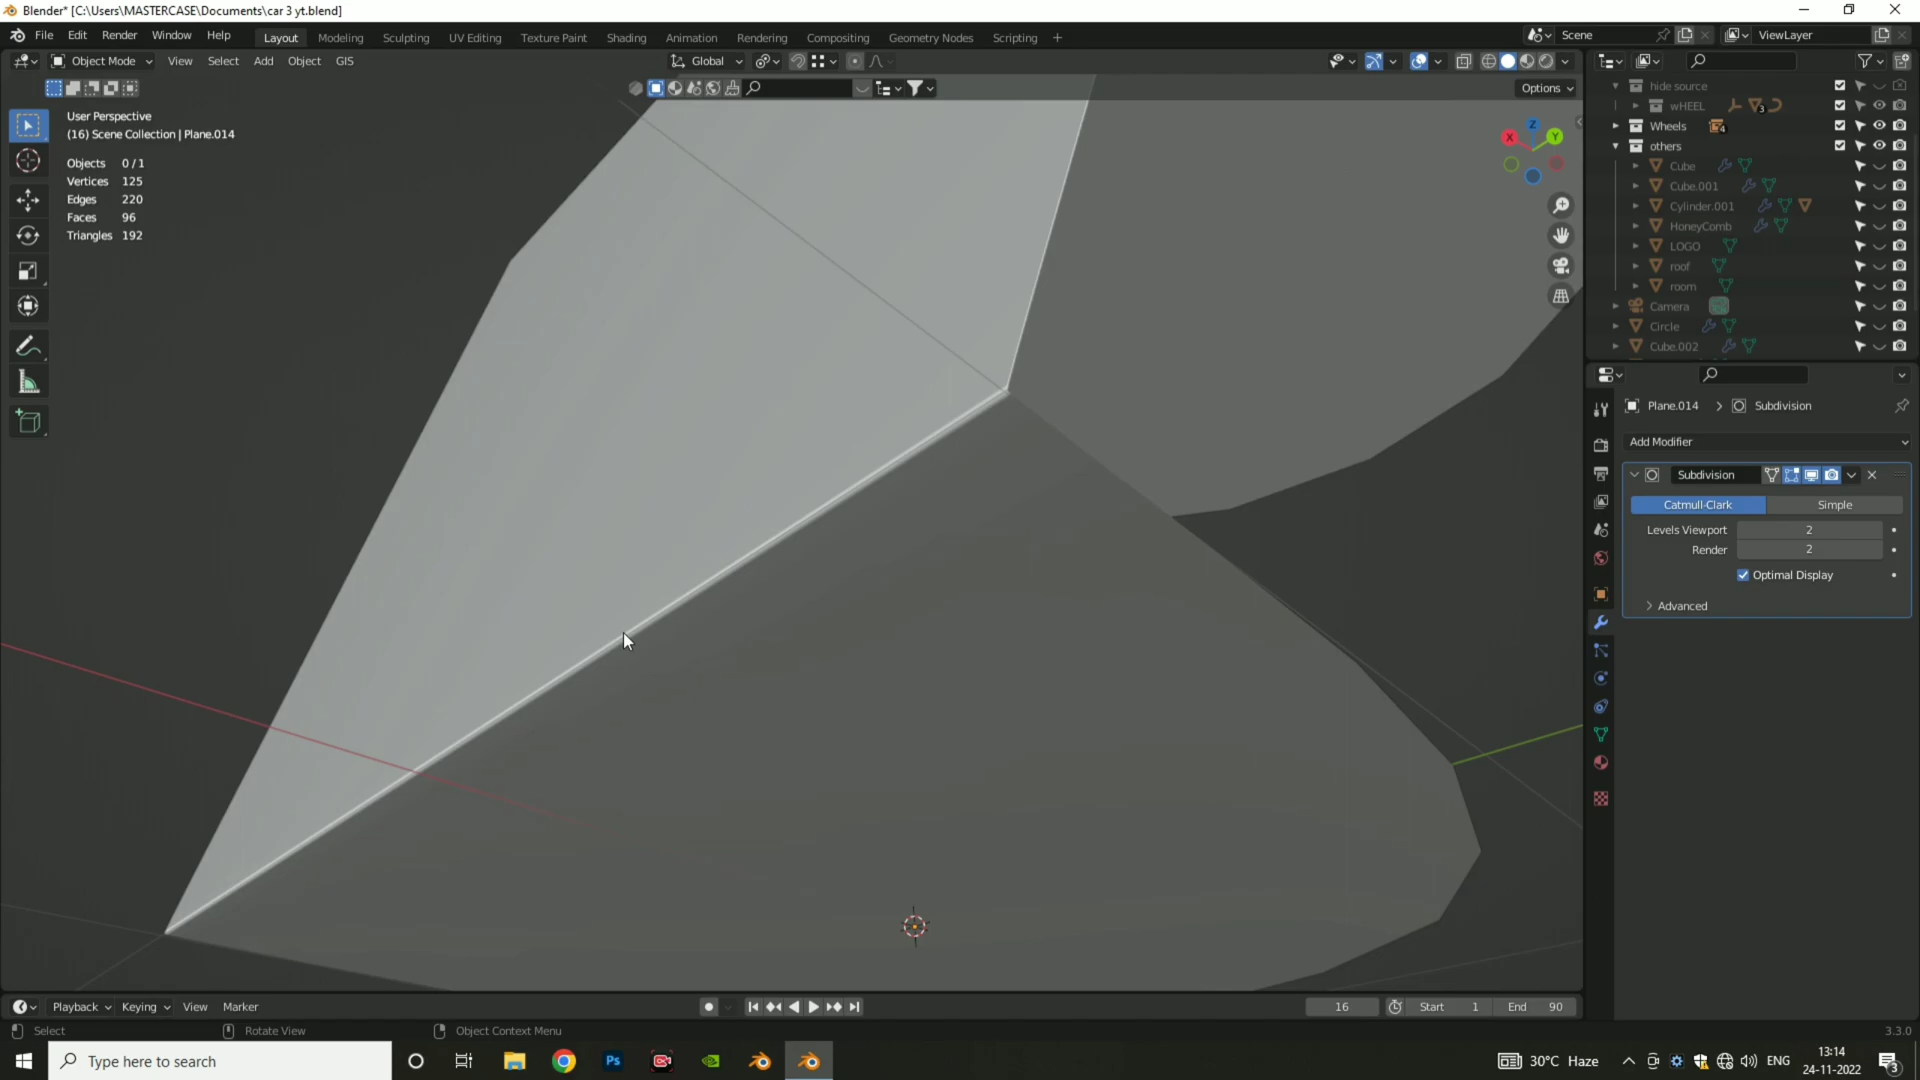 Blender* [C:\Users\MASTERCASE\Documents\car 3 yt.blend]
File Edit Render Window Help Layout Modeling Sculpting UV Editing Texture Paint Shading Animation Rendering Compositing Geometry Nodes Scripting + Scene ViewLayer
Object Mode View Select Add Object GIS Global
Options
User Perspective
(16) Scene Collection | Plane.014
Objects 0/1
Vertices 125
Edges 220
Faces 96
Triangles 192
X Y Z
hide source
wHEEL 3
Wheels 4
others
Cube
Cube.001
Cylinder.001
HoneyComb
LOGO
roof
room
Camera
Circle
Cube.002
Plane.014 > Subdivision
Add Modifier
Subdivision
Catmull-Clark Simple
Levels Viewport 2
Render 2
Optimal Display
> Advanced
Playback Keying View Marker 16 Start 1 End 90
Select Rotate View Object Context Menu 3.3.0
Type here to search Ps 30°C Haze ENG 13:14
24-11-2022 3